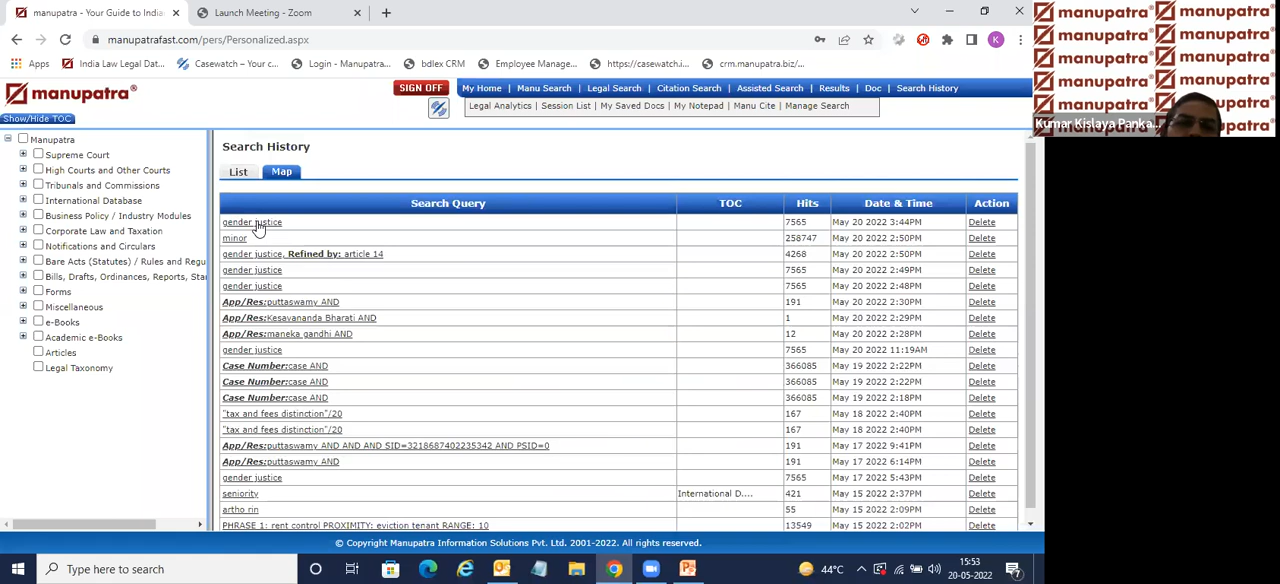 manupatra - Your Guide to India
Launch Meeting - Zoom
manupatrafast.com/pers/Personalized.aspx
Apps
India Law Legal Dat...
Casewatch – Your c...
Login - Manupatra...
bdlex CRM
Employee Manage...
https://casewatch.i...
crm.manupatra.biz/...
K
manupatra®
SIGN OFF
My Home | Manu Search | Legal Search | Citation Search | Assisted Search | Results | Doc | Search History
Legal Analytics | Session List | My Saved Docs | My Notepad | Manu Cite | Manage Search
Show/Hide TOC
Manupatra
Supreme Court
High Courts and Other Courts
Tribunals and Commissions
International Database
Business Policy / Industry Modules
Corporate Law and Taxation
Notifications and Circulars
Bare Acts (Statutes) / Rules and Regu
Bills, Drafts, Ordinances, Reports, Sta
Forms
Miscellaneous
e-Books
Academic e-Books
Articles
Legal Taxonomy
Search History
List Map
Search Query TOC Hits Date & Time Action
gender justice 7565 May 20 2022 3:44PM Delete
minor 258747 May 20 2022 2:50PM Delete
gender justice, Refined by: article 14 4268 May 20 2022 2:50PM Delete
gender justice 7565 May 20 2022 2:49PM Delete
gender justice 7565 May 20 2022 2:48PM Delete
App/Res:puttaswamy AND 191 May 20 2022 2:30PM Delete
App/Res:Kesavananda Bharati AND 1 May 20 2022 2:29PM Delete
App/Res:maneka gandhi AND 12 May 20 2022 2:28PM Delete
gender justice 7565 May 20 2022 11:19AM Delete
Case Number:case AND 366085 May 19 2022 2:22PM Delete
Case Number:case AND 366085 May 19 2022 2:22PM Delete
Case Number:case AND 366085 May 19 2022 2:18PM Delete
"tax and fees distinction"/20 167 May 18 2022 2:40PM Delete
"tax and fees distinction"/20 167 May 18 2022 2:40PM Delete
App/Res:puttaswamy AND AND AND SID=3218687402235342 AND PSID=0 191 May 17 2022 9:41PM Delete
App/Res:puttaswamy AND 191 May 17 2022 6:14PM Delete
gender justice 7565 May 17 2022 5:43PM Delete
seniority International D.... 421 May 15 2022 2:37PM Delete
artho rin 55 May 15 2022 2:09PM Delete
PHRASE 1: rent control PROXIMITY: eviction tenant RANGE: 10 13549 May 15 2022 2:02PM Delete
© Copyright Manupatra Information Solutions Pvt. Ltd. 2001-2022. All rights reserved.
Type here to search
44°C
15:53
20-05-2022
manupatra manupatra
manupatra manupatra
manupatra manupatra
manupatra manupatra
manupatra manupatra
Kumar Kislaya Panka...